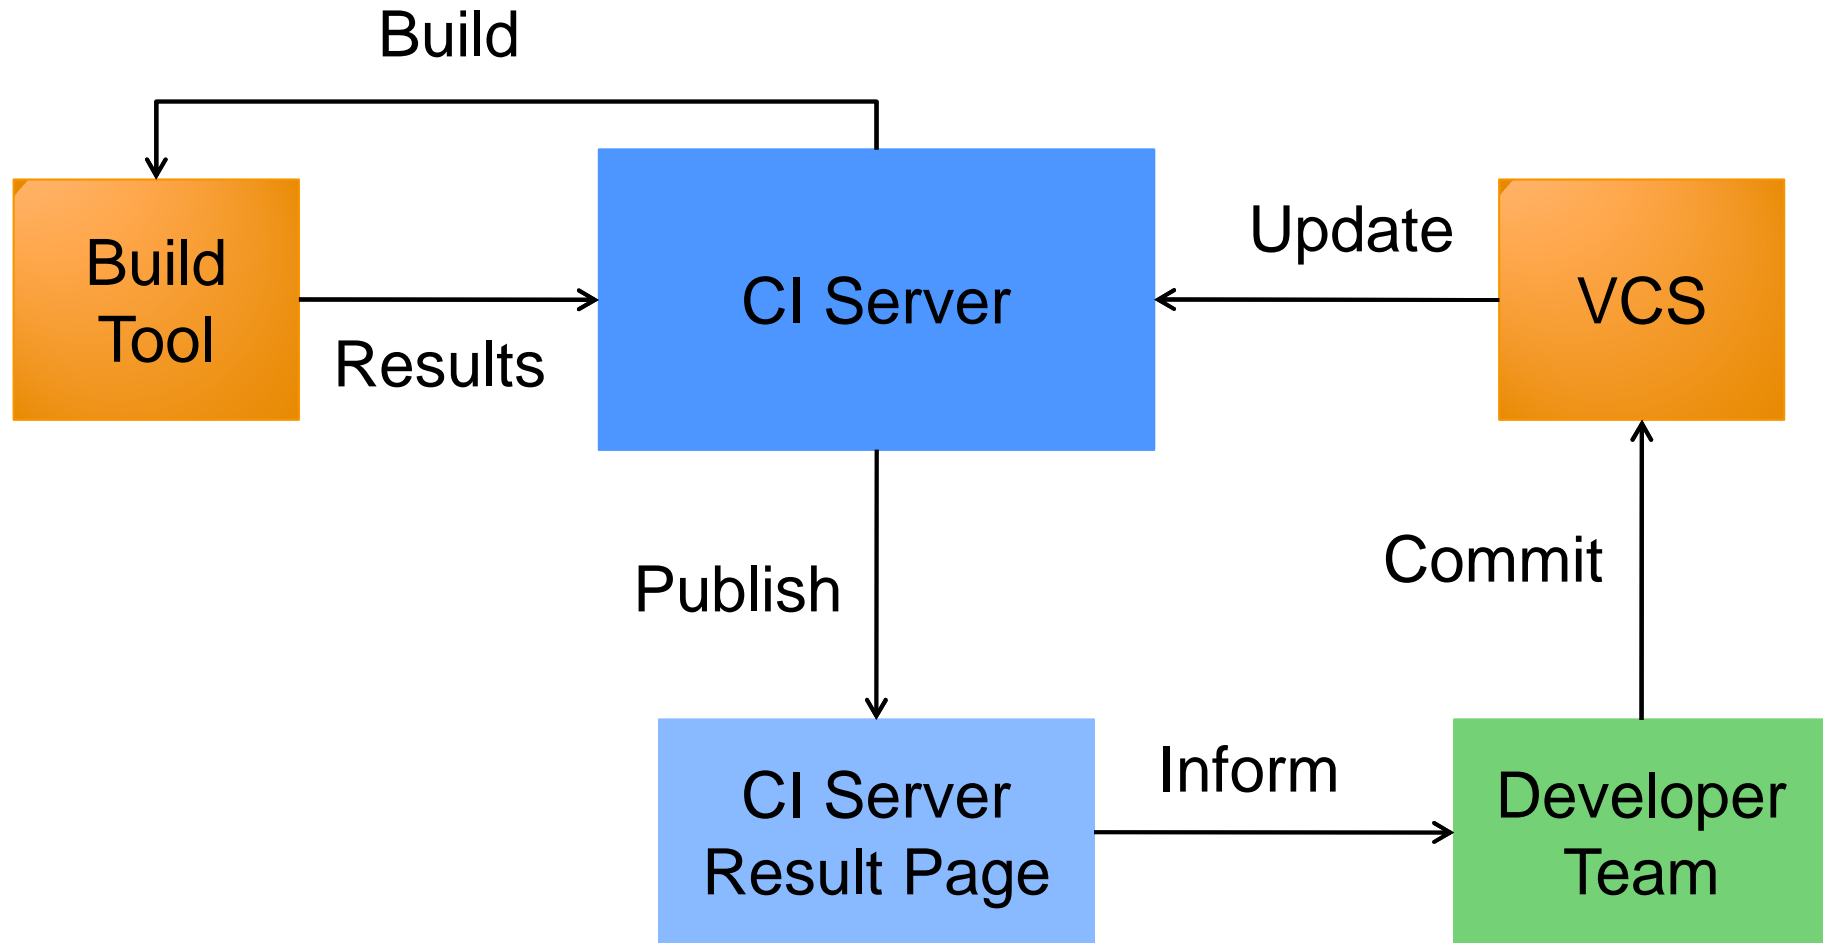 Build
Build
Tool
Results
CI Server
Update
VCS
Publish
Commit
CI Server
Result Page
Inform
Developer
Team